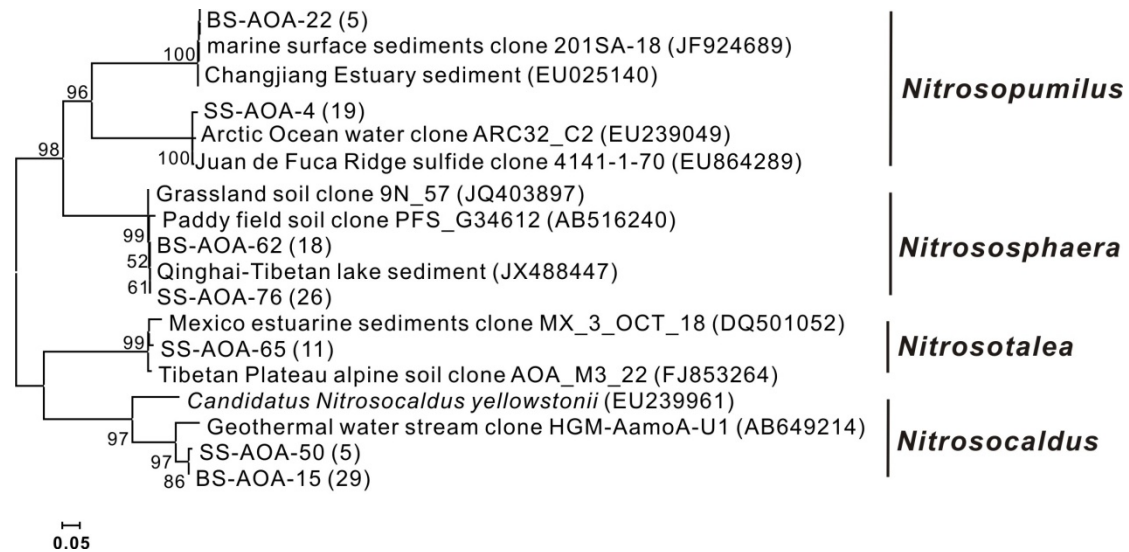 BS-AOA-22 (5)
marine surface sediments clone 201SA-18 (JF924689)
100
Changjiang Estuary sediment (EU025140)
Nitrosopumilus
96
SS-AOA-4 (19)
Arctic Ocean water clone ARC32_C2 (EU239049)
98
100
Juan de Fuca Ridge sulfide clone 4141-1-70 (EU864289)
Grassland soil clone 9N_57 (JQ403897)
Paddy field soil clone PFS_G34612 (AB516240)
99
BS-AOA-62 (18)
Nitrososphaera
52
Qinghai-Tibetan lake sediment (JX488447)
61
SS-AOA-76 (26)
Mexico estuarine sediments clone MX_3_OCT_18 (DQ501052)
99
SS-AOA-65 (11)
Nitrosotalea
Tibetan Plateau alpine soil clone AOA_M3_22 (FJ853264)
Candidatus Nitrosocaldus yellowstonii (EU239961)
97
Geothermal water stream clone HGM-AamoA-U1 (AB649214)
Nitrosocaldus
97
SS-AOA-50 (5)
86
BS-AOA-15 (29)
0.05